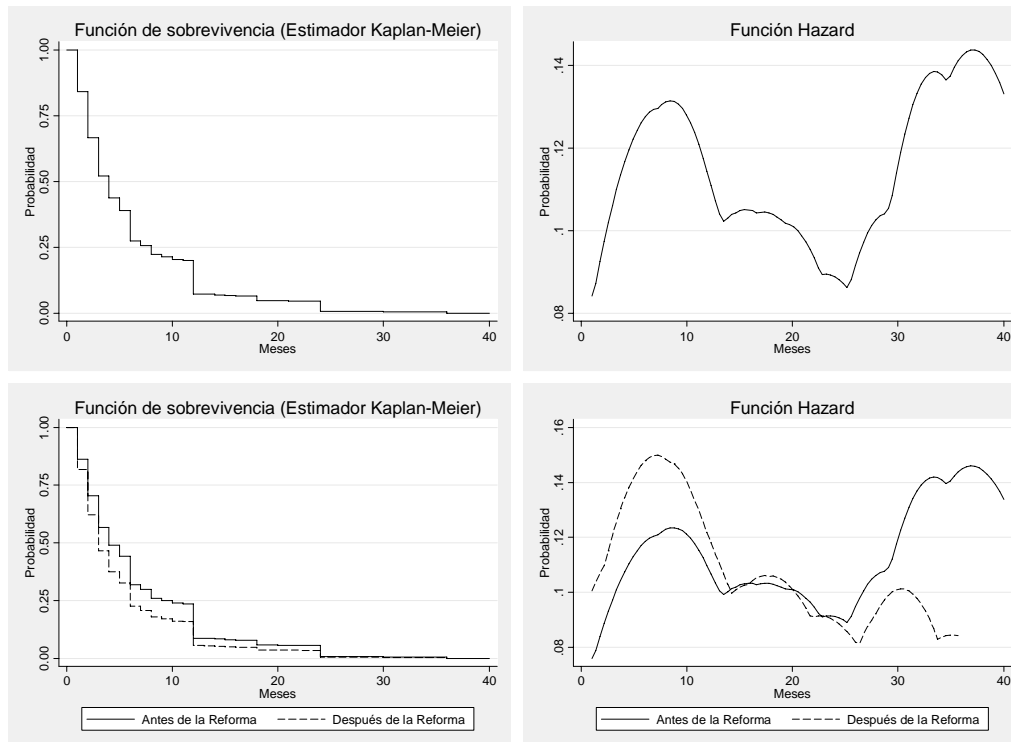 Función de sobrevivencia (Estimador Kaplan-Meier)
Probabilidad
1.00
0.75
0.50
0.25
0.00
0 10 20 30 40
Meses
Función Hazard
Probabilidad
.14
.12
.1
.08
0 10 20 30 40
Meses
Función de sobrevivencia (Estimador Kaplan-Meier)
Probabilidad
1.00
0.75
0.50
0.25
0.00
0 10 20 30 40
Meses
Antes de la Reforma Después de la Reforma
Función Hazard
Probabilidad
.16
.14
.12
.1
.08
0 10 20 30 40
Meses
Antes de la Reforma Después de la Reforma